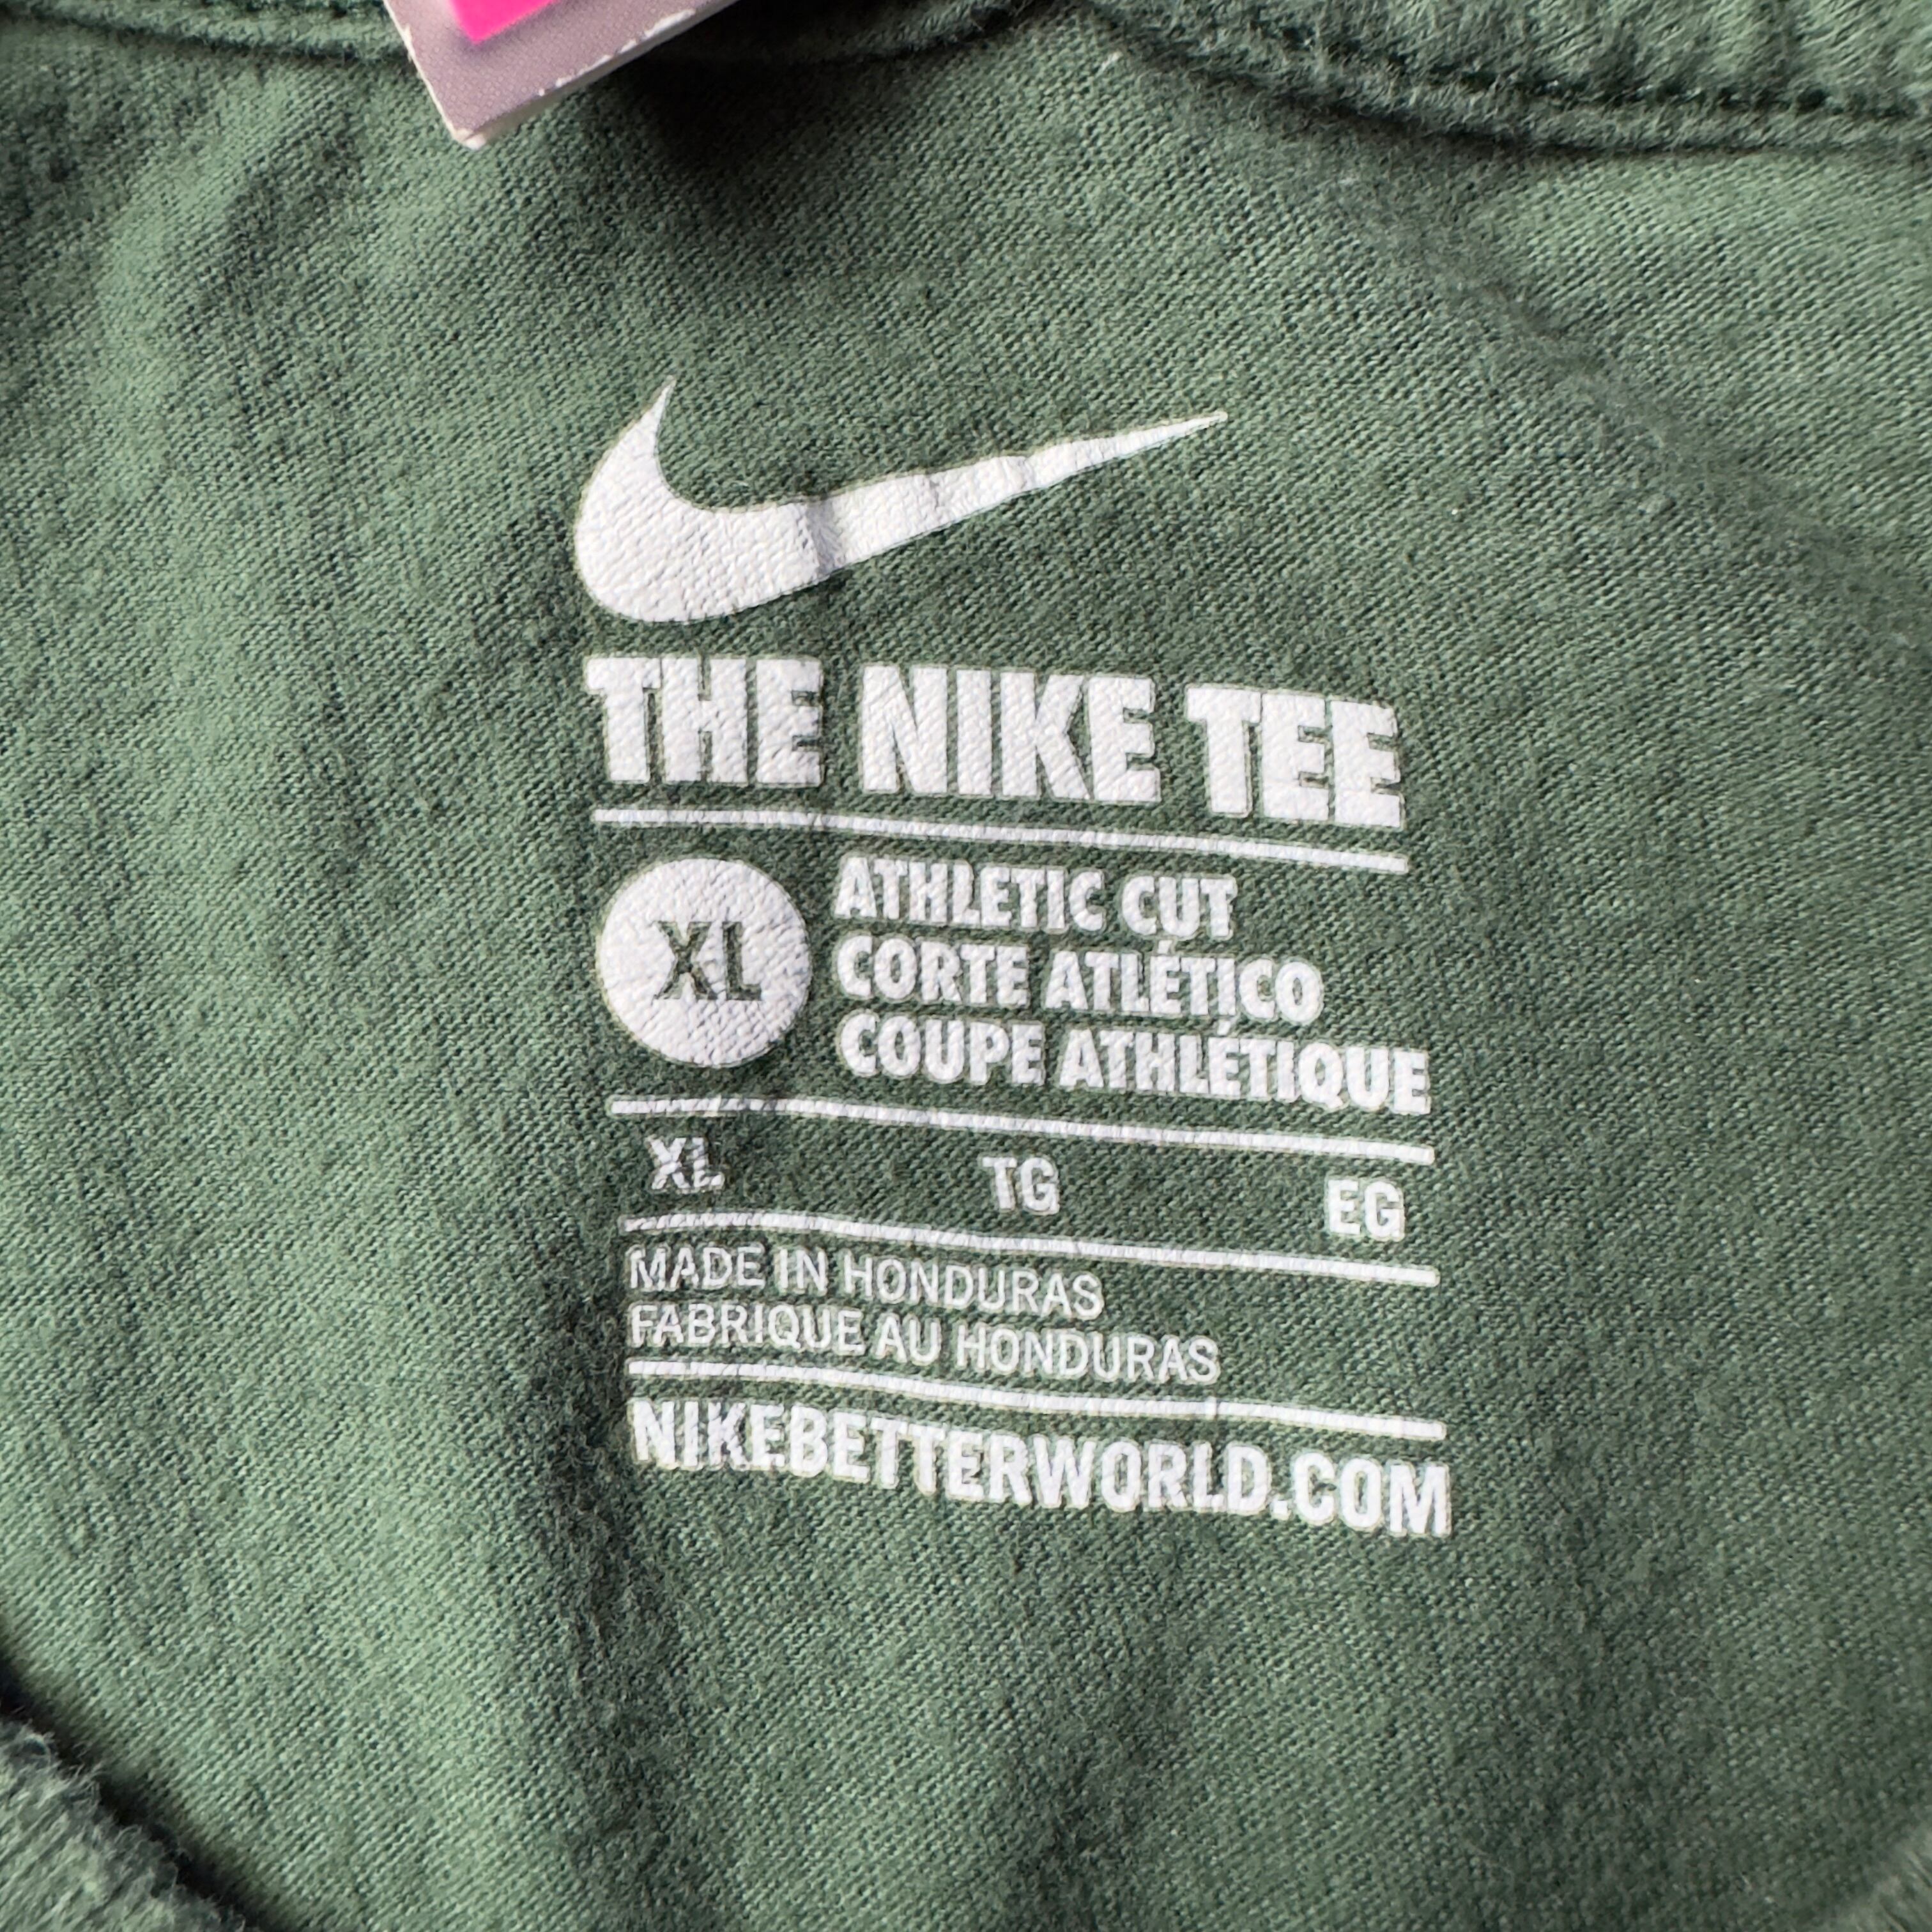 THE NIKE TEE
XL
ATHLETIC CUT
CORTE ATLÉTICO
COUPE ATHLÉTIQUE
XL TG EG
MADE IN HONDURAS
FABRIQUE AU HONDURAS
NIKEBETTERWORLD.COM